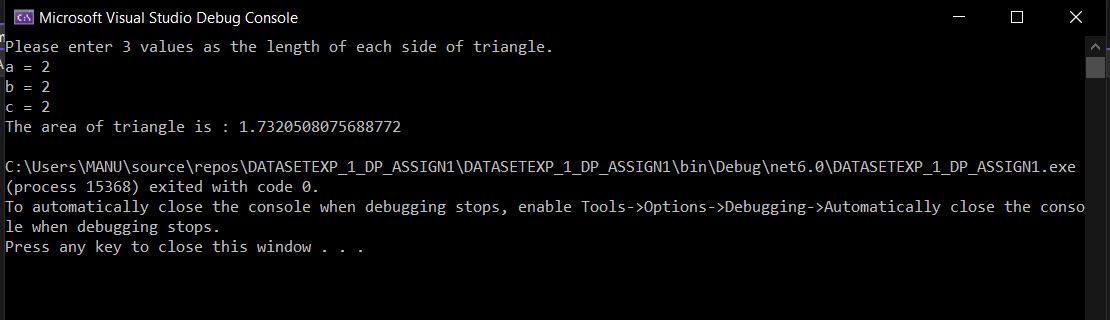 Microsoft Visual Studio Debug Console
Please enter 3 values as the length of each side of triangle.
a = 2
b = 2
c = 2
The area of triangle is : 1.7320508075688772
C:\Users\MANU\source\repos\DATASETEXP_1_DP_ASSIGN1\DATASETEXP_1_DP_ASSIGN1\bin\Debug\net6.0\DATASETEXP_1_DP_ASSIGN1.exe
(process 15368) exited with code 0.
To automatically close the console when debugging stops, enable Tools->Options->Debugging->Automatically close the conso
le when debugging stops.
Press any key to close this window . . .